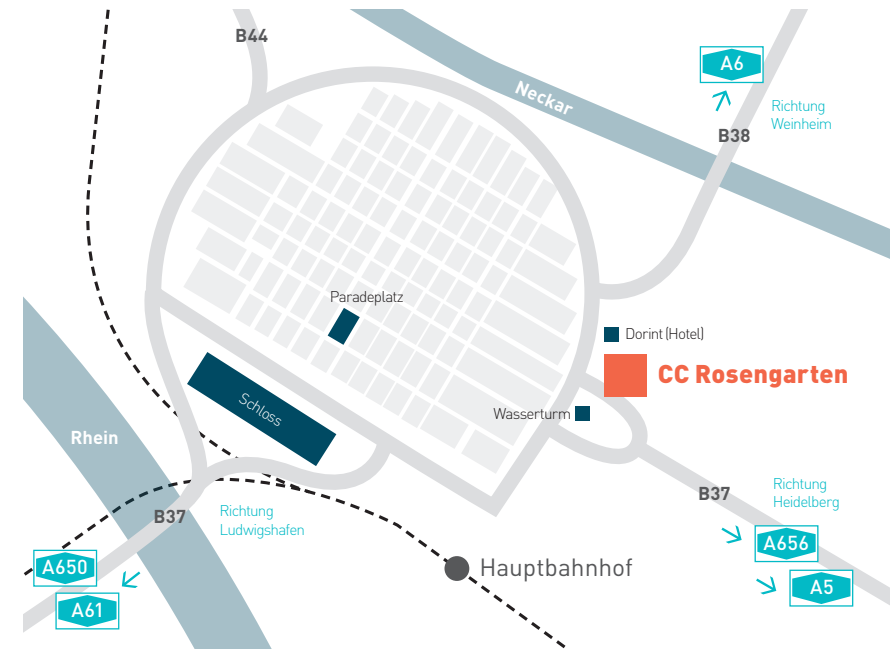 B44
A6
Neckar
Richtung
Weinheim
B38
Paradeplatz
Dorint (Hotel)
CC Rosengarten
Schloss
Wasserturm
Rhein
B37
Richtung
Heidelberg
Richtung
Ludwigshafen
B37
A656
A650
Hauptbahnhof
A5
A61